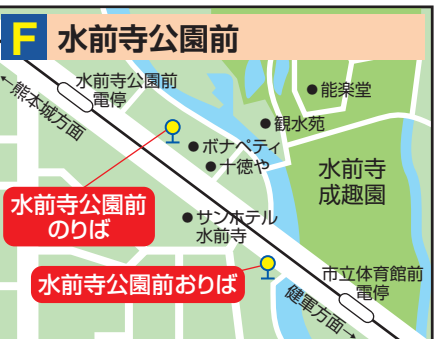 F 水前寺公園前
←熊本城方面
水前寺公園前
電停
●能楽堂
●観水苑
●ボナペティ
●十徳や
水前寺
成趣園
水前寺公園前
のりば
●サンホテル
水前寺
水前寺公園前おりば
市立体育館前
電停
健軍方面→